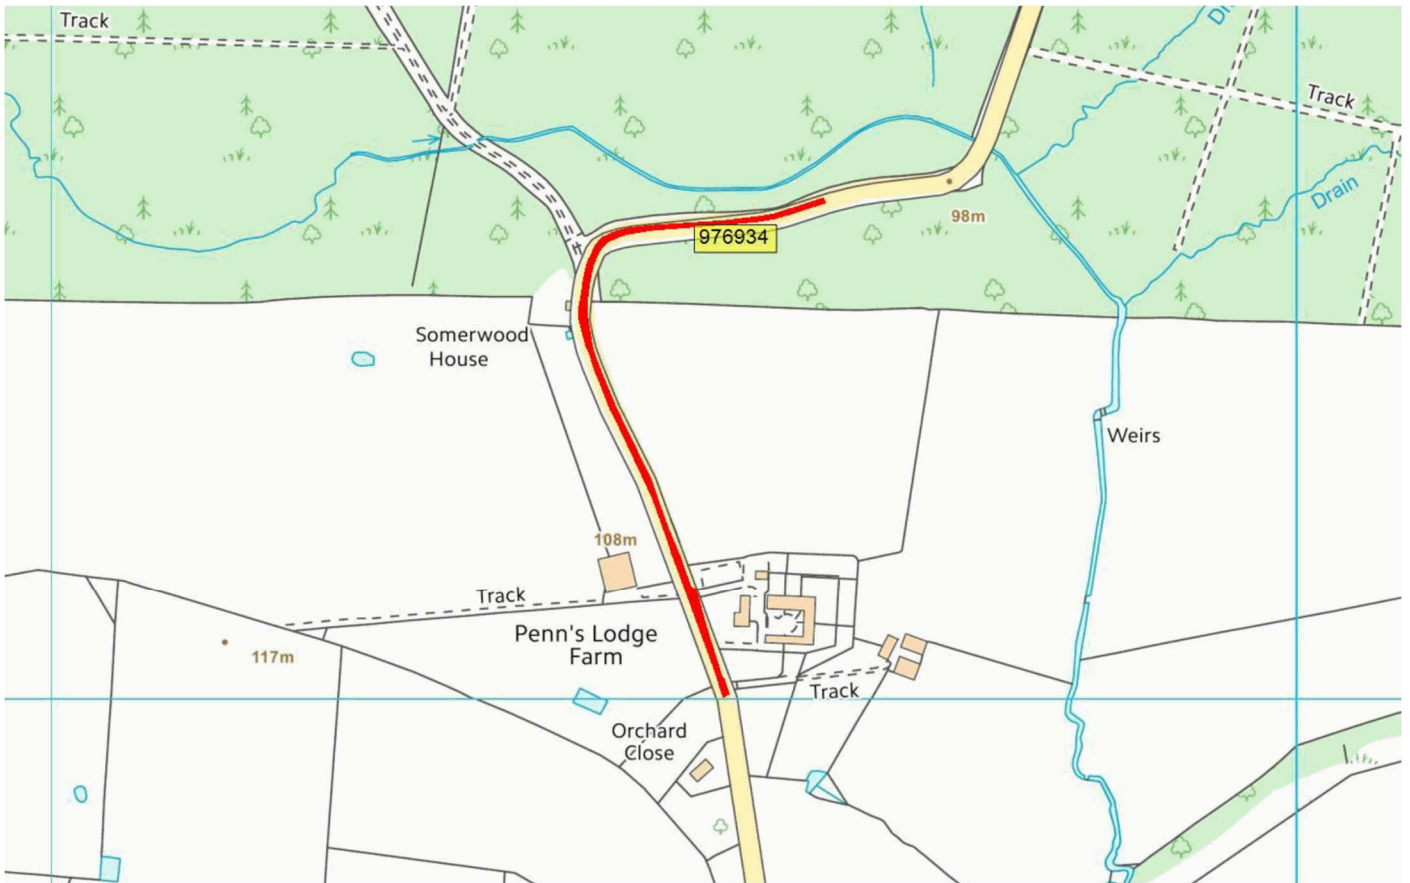 Track
Track
Drain
98m
976934
Somerwood
House
Weirs
108m
Track
Penn's Lodge
Farm
117m
Track
Orchard
Close